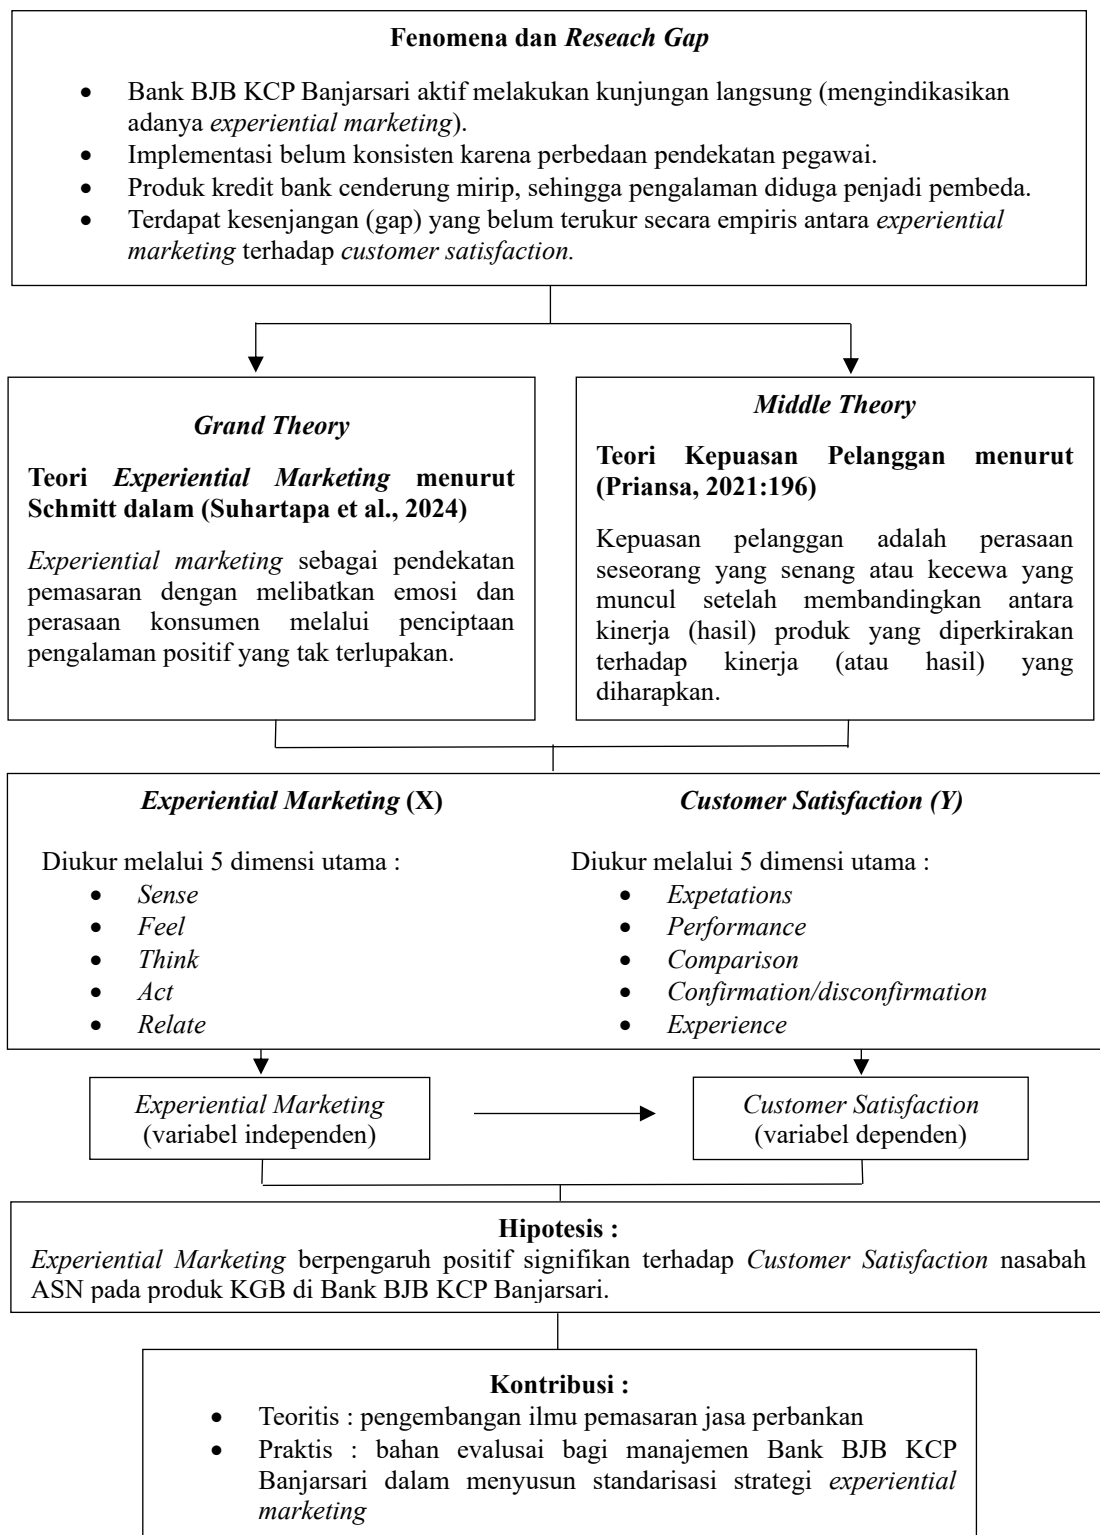 Fenomena dan Reseach Gap
• Bank BJB KCP Banjarsari aktif melakukan kunjungan langsung (mengindikasikan
adanya experiential marketing).
• Implementasi belum konsisten karena perbedaan pendekatan pegawai.
• Produk kredit bank cenderung mirip, sehingga pengalaman diduga penjadi pembeda.
• Terdapat kesenjangan (gap) yang belum terukur secara empiris antara experiential
marketing terhadap customer satisfaction.
Grand Theory
Teori Experiential Marketing menurut
Schmitt dalam (Suhartapa et al., 2024)
Experiential marketing sebagai pendekatan
pemasaran dengan melibatkan emosi dan
perasaan konsumen melalui penciptaan
pengalaman positif yang tak terlupakan.
Middle Theory
Teori Kepuasan Pelanggan menurut
(Priansa, 2021:196)
Kepuasan pelanggan adalah perasaan
seseorang yang senang atau kecewa yang
muncul setelah membandingkan antara
kinerja (hasil) produk yang diperkirakan
terhadap kinerja (atau hasil) yang
diharapkan.
Experiential Marketing (X)
Diukur melalui 5 dimensi utama :
• Sense
• Feel
• Think
• Act
• Relate
Customer Satisfaction (Y)
Diukur melalui 5 dimensi utama :
• Expetations
• Performance
• Comparison
• Confirmation/disconfirmation
• Experience
Experiential Marketing
(variabel independen)
Customer Satisfaction
(variabel dependen)
Hipotesis :
Experiential Marketing berpengaruh positif signifikan terhadap Customer Satisfaction nasabah
ASN pada produk KGB di Bank BJB KCP Banjarsari.
Kontribusi :
• Teoritis : pengembangan ilmu pemasaran jasa perbankan
• Praktis : bahan evalusai bagi manajemen Bank BJB KCP
Banjarsari dalam menyusun standarisasi strategi experiential
marketing